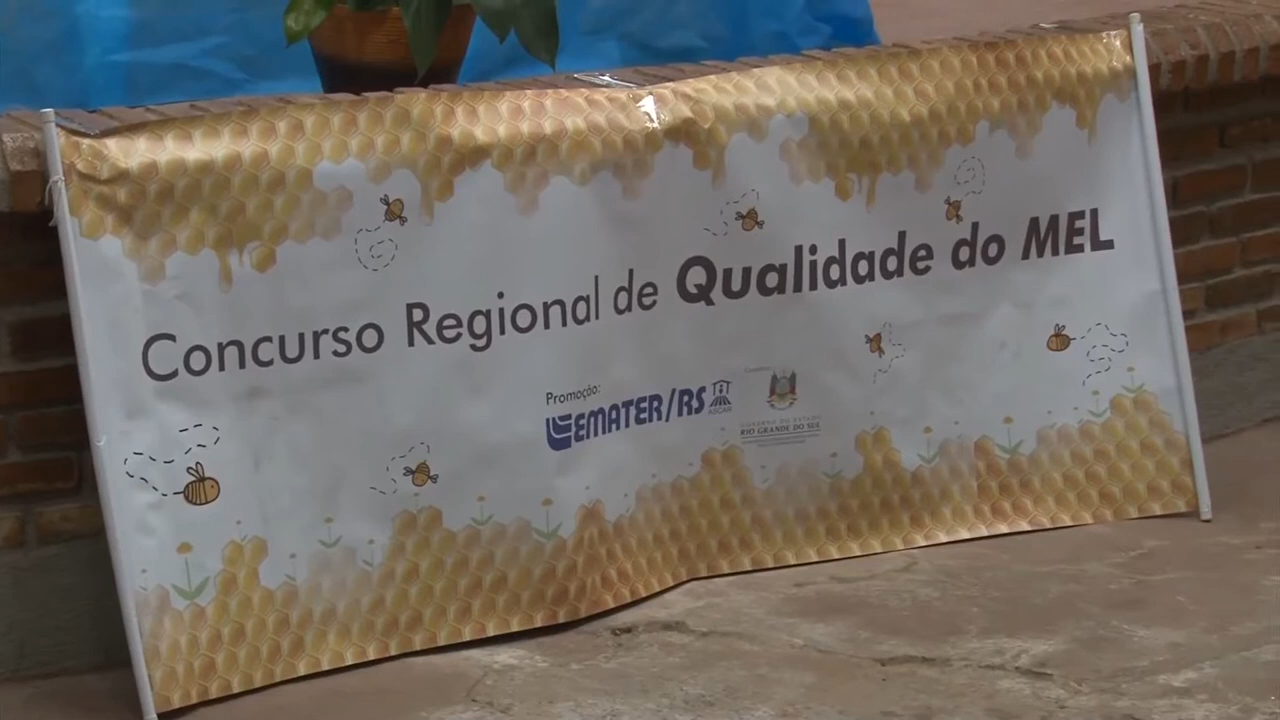 Concurso Regional de Qualidade do MEL
Promoção:
EMATER/RS
ASCAR
GOVERNO DO ESTADO
RIO GRANDE DO SUL